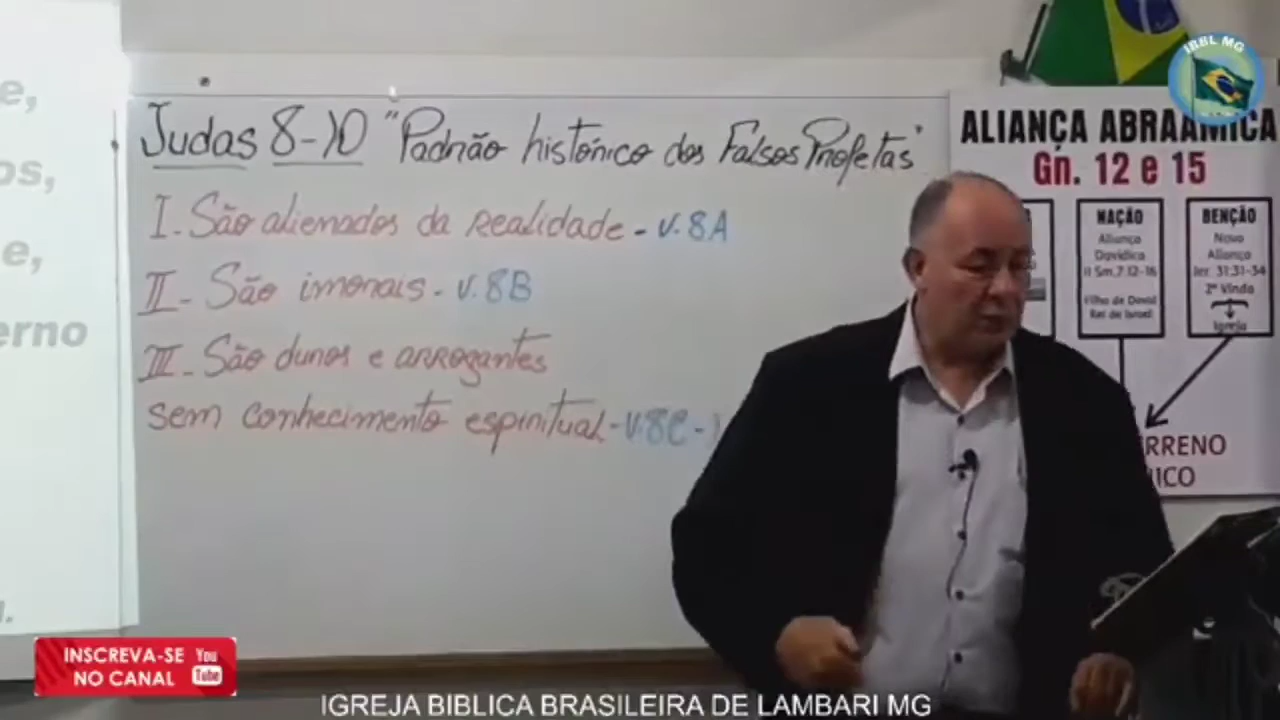 e,
os,
e,
erno
Judas 8-10 "Padrão histórico dos Falsos Profetas"
I - São alienados da realidade - v. 8A
II - São imorais - v. 8B
III - São duros e arrogantes
sem conhecimento espiritual - v. 8C -
IBBL MG
ALIANÇA ABRAÂMICA
Gn. 12 e 15
NAÇÃO
Aliança
Davídica
II Sm. 7.12-16
Filho de David
Rei de Israel
BENÇÃO
Nova
Aliança
Jer. 31:31-34
2ª Vinda
Igreja
RRENO
ICO
INSCREVA-SE
NO CANAL
You
Tube
IGREJA BIBLICA BRASILEIRA DE LAMBARI MG